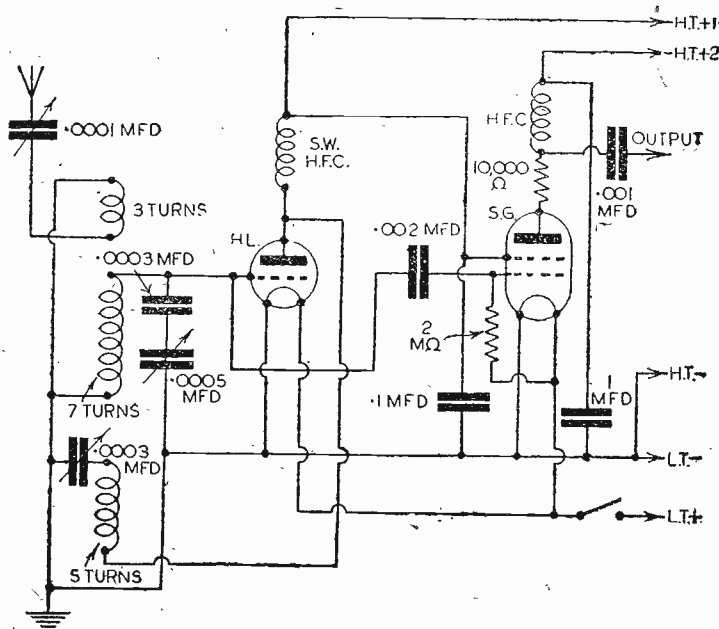 H.T.+1
H.T.+2
.0001 MFD
S.W.
H.F.C.
H.F.C
OUTPUT
10,000
Ω
.001
MFD
3 TURNS
H.L.
S.G.
.0003 MFD
.002 MFD
2
MΩ
.0005
MFD
7 TURNS
.1 MFD
.1
MFD
H.T.-
.0003
MFD
L.T.-
L.T.+
5 TURNS